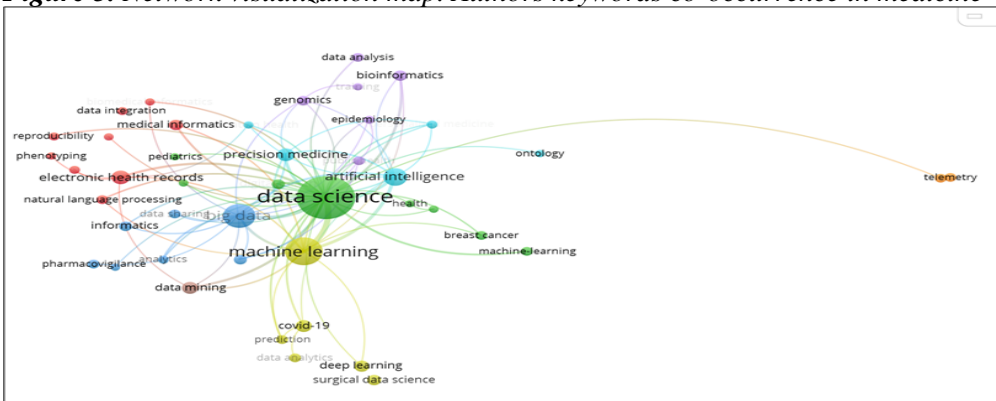 Figure 3. Network visualization map. Authors keywords co-occurrence in medicine
data analysis
bioinformatics
training
genomics
data integration
epidemiology
medical informatics
reproducibility
phenotyping
pediatrics
precision medicine
ontology
electronic health records
artificial intelligence
telemetry
natural language processing
data science
health
data sharing
big data
informatics
breast cancer
machine learning
machine-learning
pharmacovigilance
analytics
data mining
covid-19
prediction
data analytics
deep learning
surgical data science